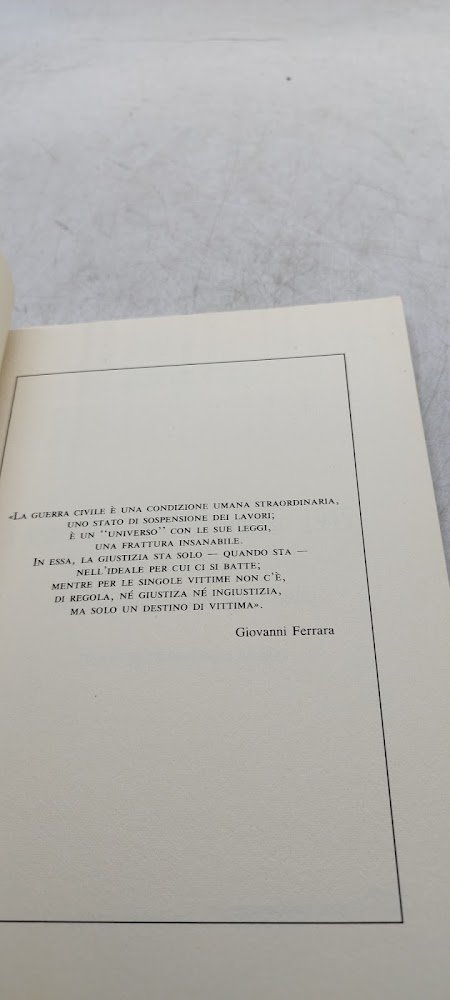 «LA GUERRA CIVILE È UNA CONDIZIONE UMANA STRAORDINARIA,
UNO STATO DI SOSPENSIONE DEI LAVORI;
È UN "UNIVERSO" CON LE SUE LEGGI,
UNA FRATTURA INSANABILE.
IN ESSA, LA GIUSTIZIA STA SOLO — QUANDO STA —
NELL'IDEALE PER CUI CI SI BATTE;
MENTRE PER LE SINGOLE VITTIME NON C'È,
DI REGOLA, NÉ GIUSTIZA NÉ INGIUSTIZIA,
MA SOLO UN DESTINO DI VITTIMA».
Giovanni Ferrara